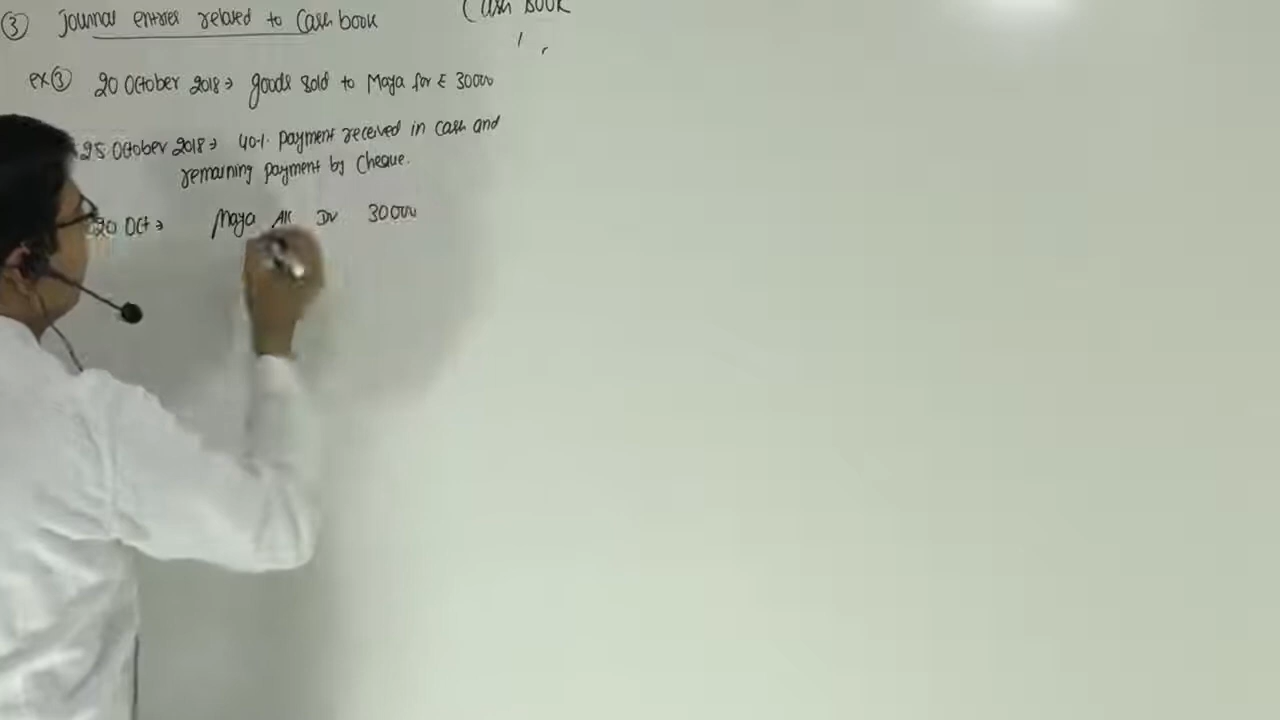 ③ Journal entries related to Cash book
Cash Book
ex③ 20 October 2018 → goods sold to Maya for ₹ 30000
25 October 2018 → 40% payment received in cash and
remaining payment by Cheque.
20 Oct → Maya A/c Dr 30000